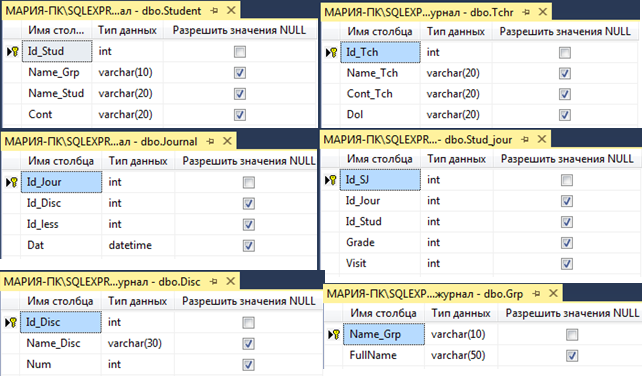 МАРИЯ-ПК\SQLEXPR...ал - dbo.Student
Имя стол... Тип данных Разрешить значения NULL
Id_Stud int
Name_Grp varchar(10)
Name_Stud varchar(20)
Cont varchar(20)
МАРИЯ-ПК\SQLEXPR...урнал - dbo.Tchr
Имя столбца Тип данных Разрешить значения NULL
Id_Tch int
Name_Tch varchar(20)
Cont_Tch varchar(20)
Dol varchar(20)
МАРИЯ-ПК\SQLEXPR...ал - dbo.Journal
Имя столбца Тип данных Разрешить значения NULL
Id_Jour int
Id_Disc int
Id_less int
Dat datetime
МАРИЯ-ПК\SQLEXPR...- dbo.Stud_jour
Имя столбца Тип данных Разрешить значения NULL
Id_SJ int
Id_Jour int
Id_Stud int
Grade int
Visit int
МАРИЯ-ПК\SQLEXPR...урнал - dbo.Disc
Имя столбца Тип данных Разрешить значения NULL
Id_Disc int
Name_Disc varchar(30)
Num int
МАРИЯ-ПК\SQLEXPR...журнал - dbo.Grp
Имя столбца Тип данных Разрешить значения NULL
Name_Grp varchar(10)
FullName varchar(50)